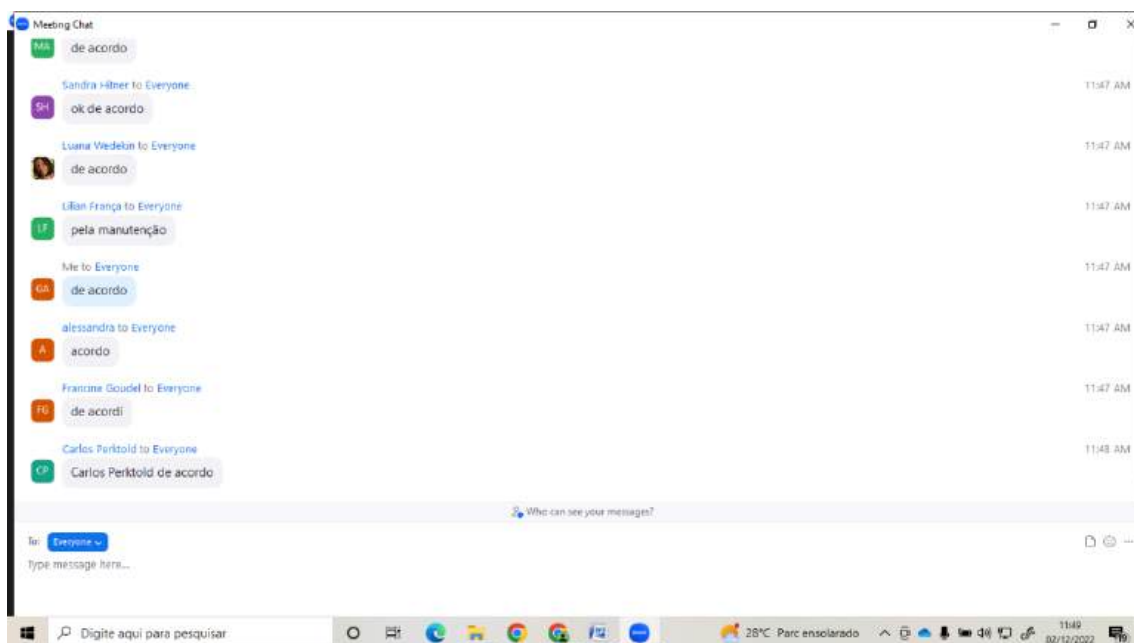 Meeting Chat
MA
de acordo
Sandra Hilner to Everyone
11:47 AM
SH
ok de acordo
Luana Wedekin to Everyone
11:47 AM
de acordo
Lilian França to Everyone
11:47 AM
LF
pela manutenção
Me to Everyone
11:47 AM
GA
de acordo
alessandra to Everyone
11:47 AM
A
acordo
Francine Goudel to Everyone
11:47 AM
FG
de acordi
Carlos Perktold to Everyone
11:48 AM
CP
Carlos Perktold de acordo
Who can see your messages?
To: Everyone
Type message here...
Digite aqui para pesquisar
28°C Parc ensolarado
11:49
02/12/2022